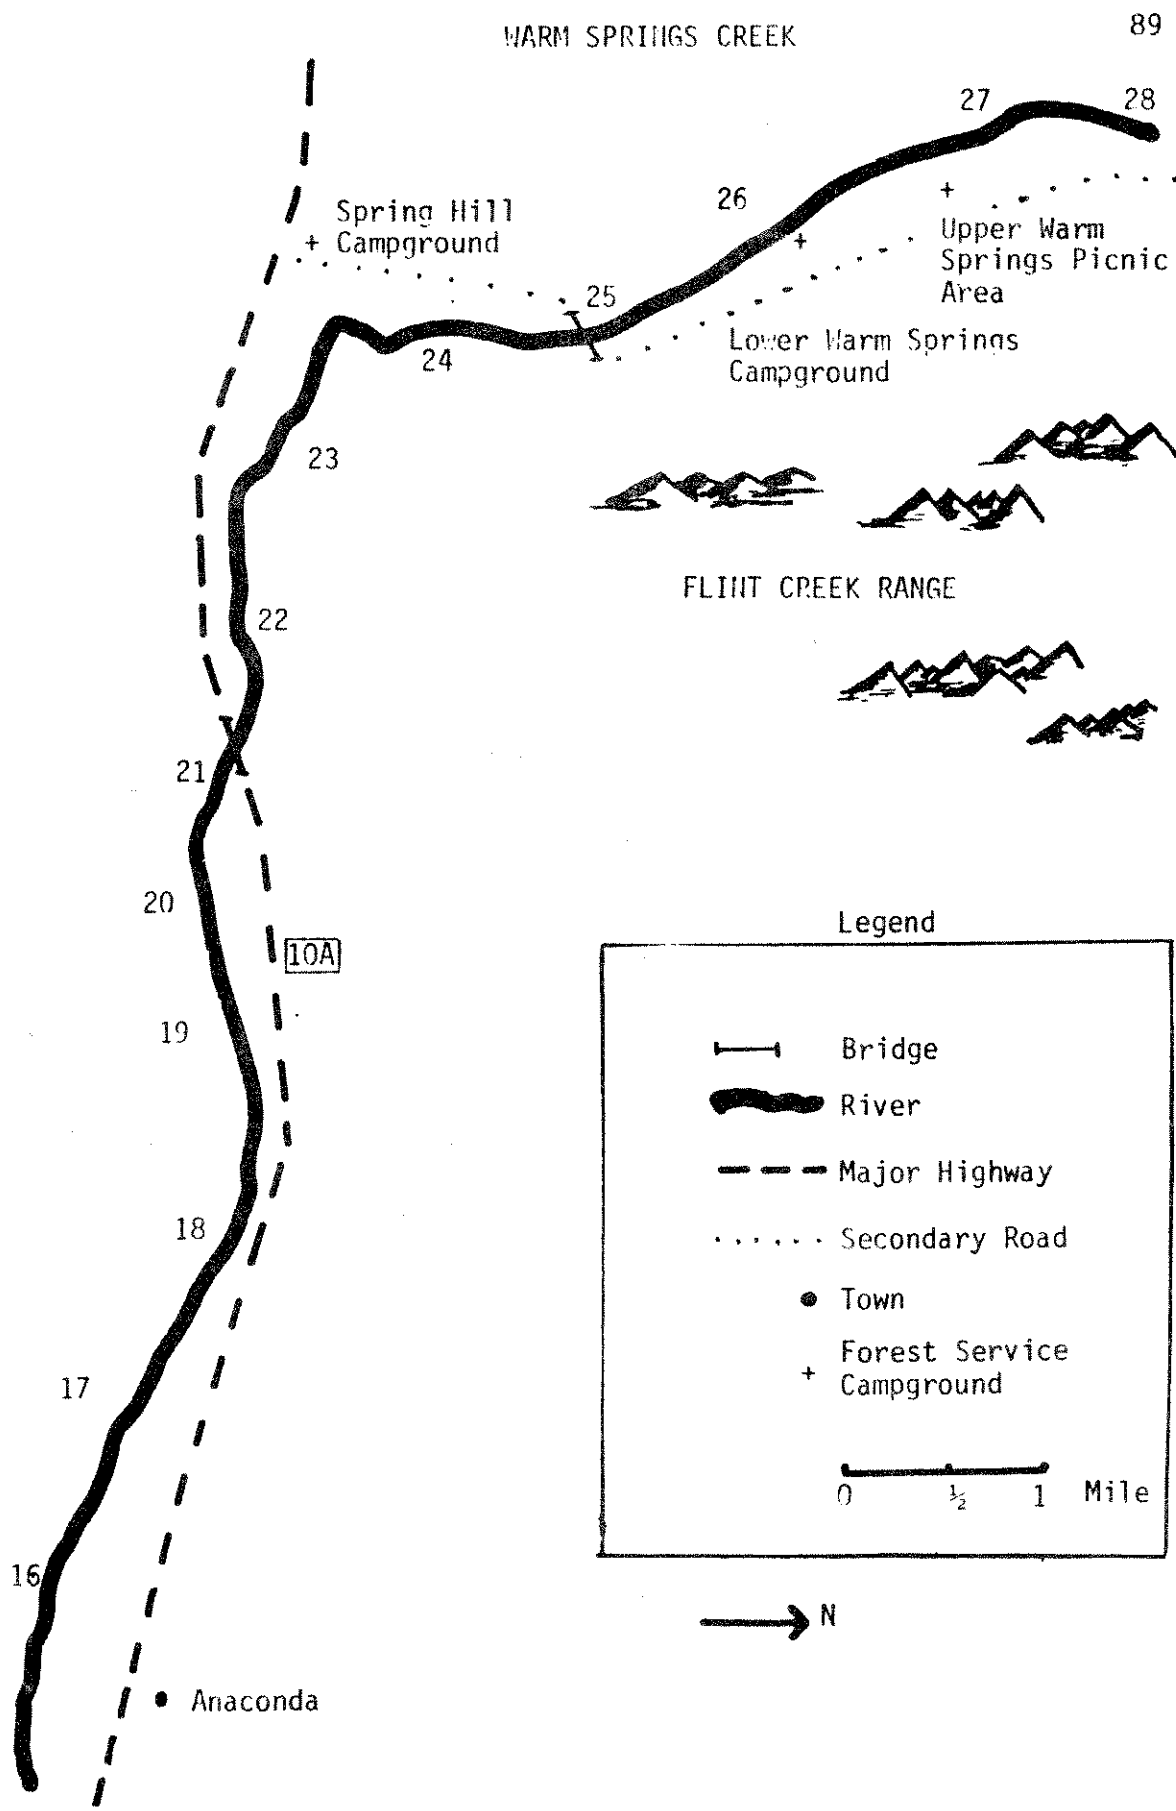 89
WARM SPRINGS CREEK
27
28
26
Spring Hill
Campground
Upper Warm
Springs Picnic
Area
25
Lower Warm Springs
Campground
24
23
FLINT CREEK RANGE
22
21
20
10A
19
18
17
16
Anaconda
Legend
Bridge
River
Major Highway
Secondary Road
Town
Forest Service
Campground
0 ½ 1 Mile
N